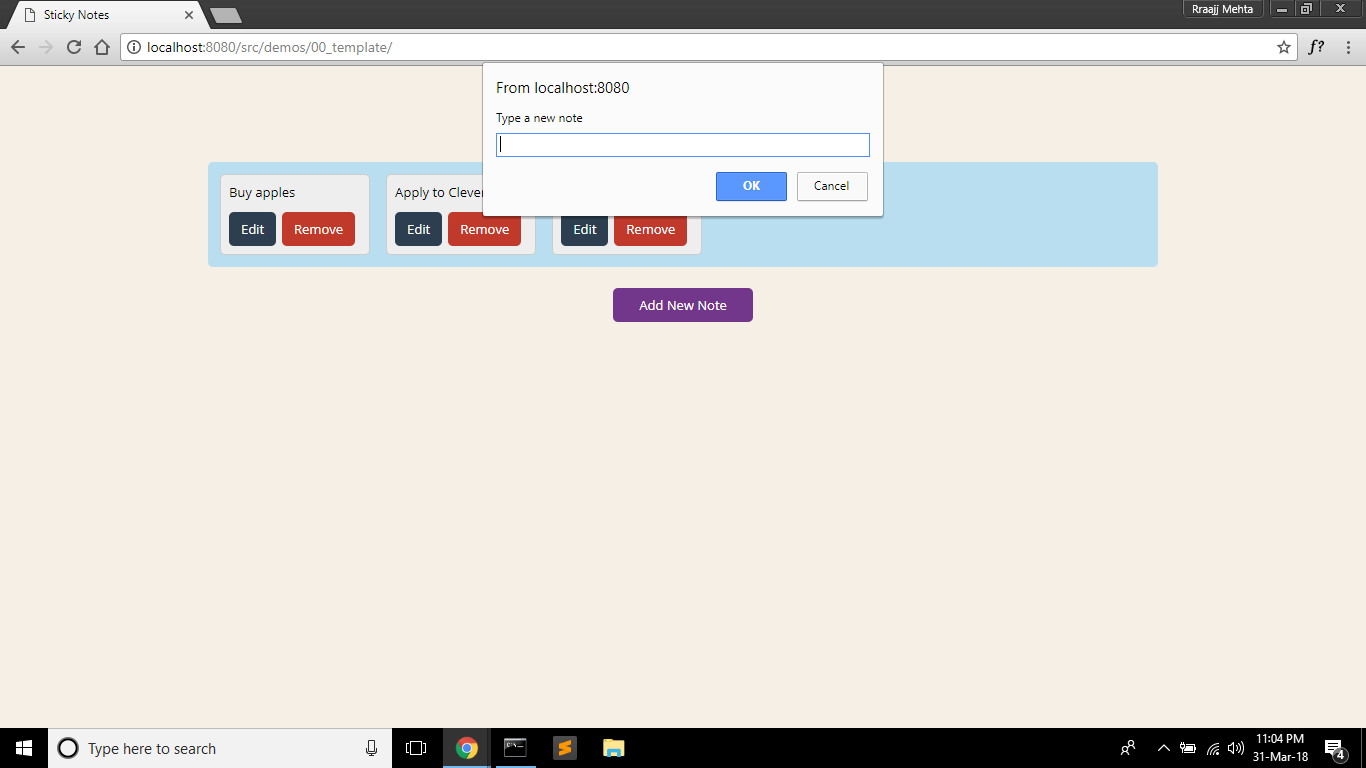 Sticky Notes
Rraajj Mehta
localhost:8080/src/demos/00_template/
f?
From localhost:8080
Type a new note
OK
Cancel
Buy apples
Apply to Clever
Edit
Remove
Edit
Remove
Edit
Remove
Add New Note
Type here to search
11:04 PM
31-Mar-18
4